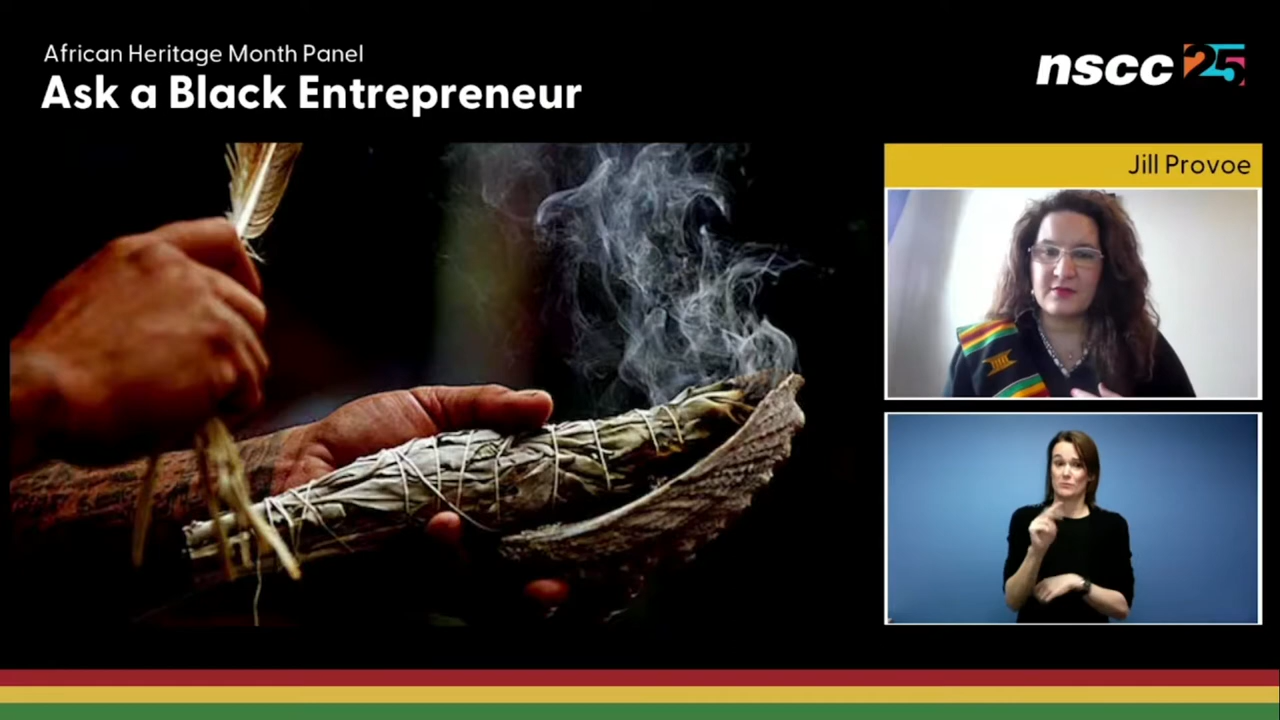 African Heritage Month Panel
Ask a Black Entrepreneur
nscc 25
Jill Provoe